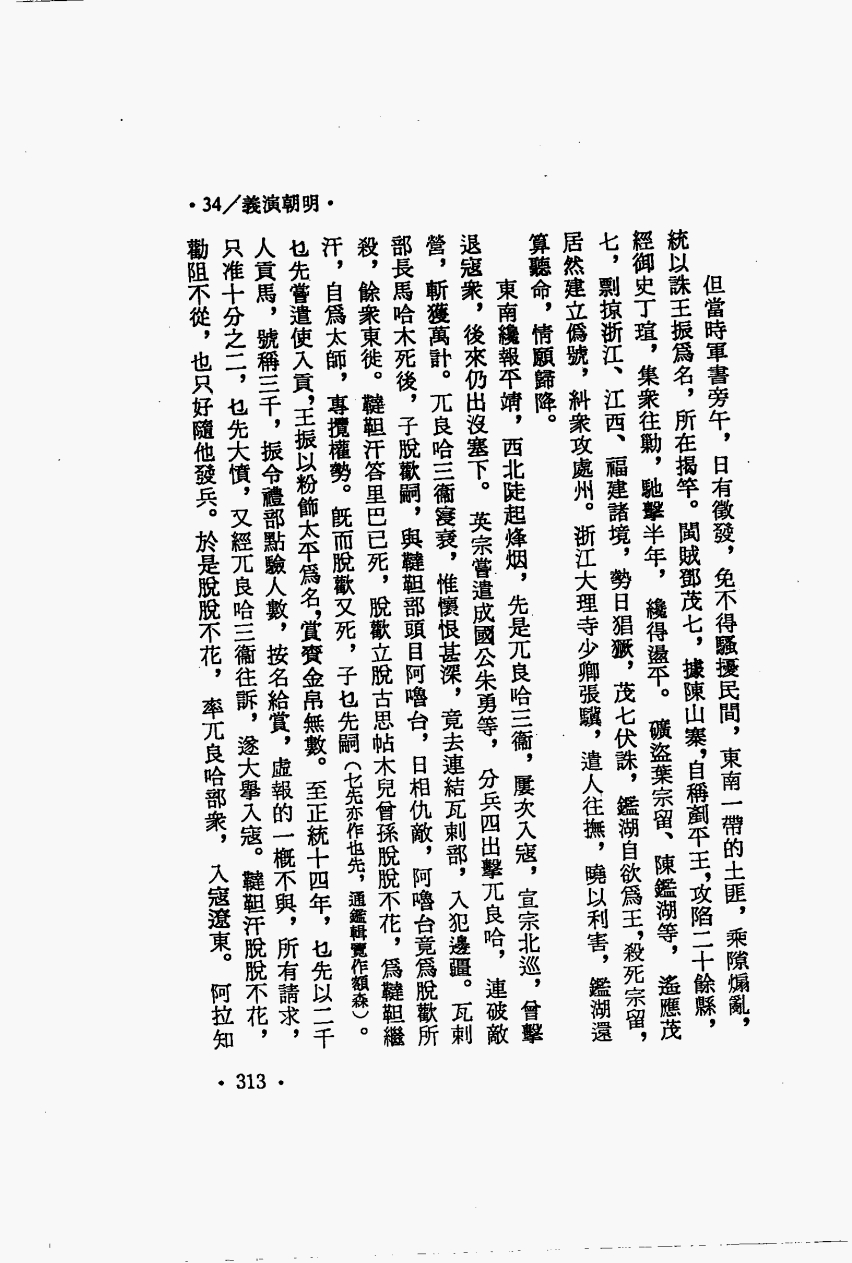 •34/義演朝明•
但當時軍書旁午，日有徵發，免不得騷擾民間，東南一帶的土匪，乘隙煽亂，
統以誅王振爲名，所在揭竿。閩賊鄧茂七，據陳山寨，自稱剷平王，攻陷二十餘縣，
經御史丁瑄，集衆往勦，馳擊半年，纔得盪平。礦盜葉宗留、陳鑑湖等，遙應茂
七，剽掠浙江、江西、福建諸境，勢日猖獗，茂七伏誅，鑑湖自欲爲王，殺死宗留，
居然建立僞號，糾衆攻處州。浙江大理寺少卿張驥，遣人往撫，曉以利害，鑑湖還
算聽命，情願歸降。
東南纔報平靖，西北陡起烽烟，先是兀良哈三衞，屢次入寇，宣宗北巡，曾擊
退寇衆，後來仍出沒塞下。英宗嘗遣成國公朱勇等，分兵四出擊兀良哈，連破敵
營，斬獲萬計。兀良哈三衞寖衰，惟懷恨甚深，竟去連結瓦剌部，入犯邊疆。瓦剌
部長馬哈木死後，子脫歡嗣，與韃靼部頭目阿嚕台，日相仇敵，阿嚕台竟爲脫歡所
殺，餘衆東徙。韃靼汗答里巴已死，脫歡立脫古思帖木兒曾孫脫脫不花，爲韃靼繼
汗，自爲太師，專攬權勢。旣而脫歡又死，子乜先嗣（乜先亦作也先，通鑑輯覽作額森）。
乜先嘗遣使入貢，王振以粉飾太平爲名，賞賚金帛無數。至正統十四年，乜先以二千
人貢馬，號稱三千，振令禮部點驗人數，按名給賞，虛報的一概不與，所有請求，
只准十分之二，乜先大憤，又經兀良哈三衞往訴，遂大擧入寇。韃靼汗脫脫不花，
勸阻不從，也只好隨他發兵。於是脫脫不花，率兀良哈部衆，入寇遼東。阿拉知
•313•